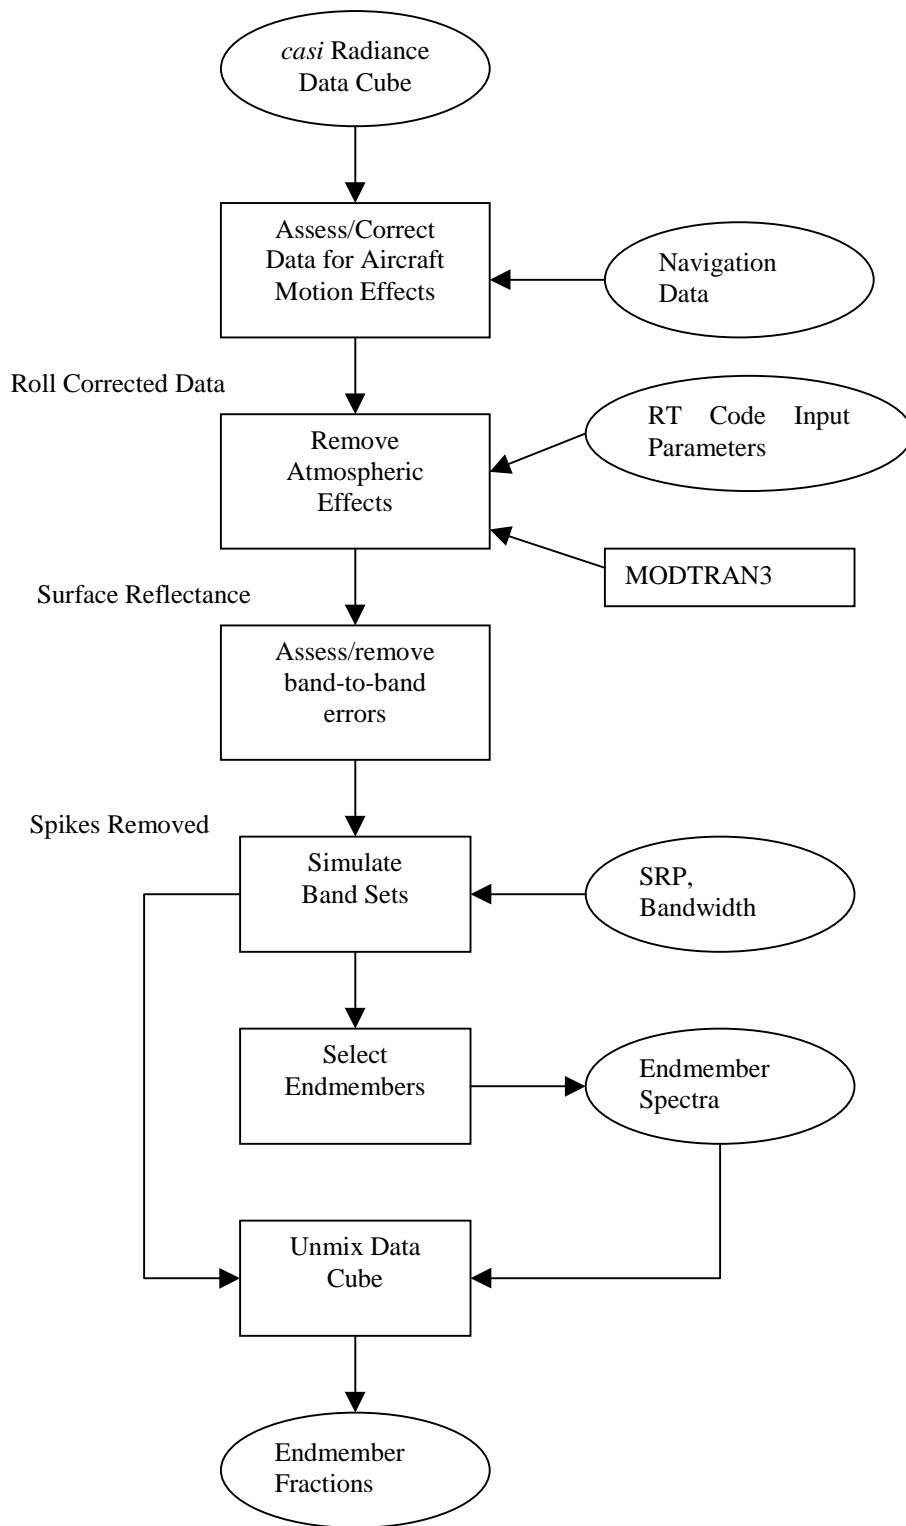 casi Radiance
Data Cube
Assess/Correct
Data for Aircraft
Motion Effects
Navigation
Data
Roll Corrected Data
Remove
Atmospheric
Effects
RT Code Input
Parameters
MODTRAN3
Surface Reflectance
Assess/remove
band-to-band
errors
Spikes Removed
Simulate
Band Sets
SRP,
Bandwidth
Select
Endmembers
Endmember
Spectra
Unmix Data
Cube
Endmember
Fractions